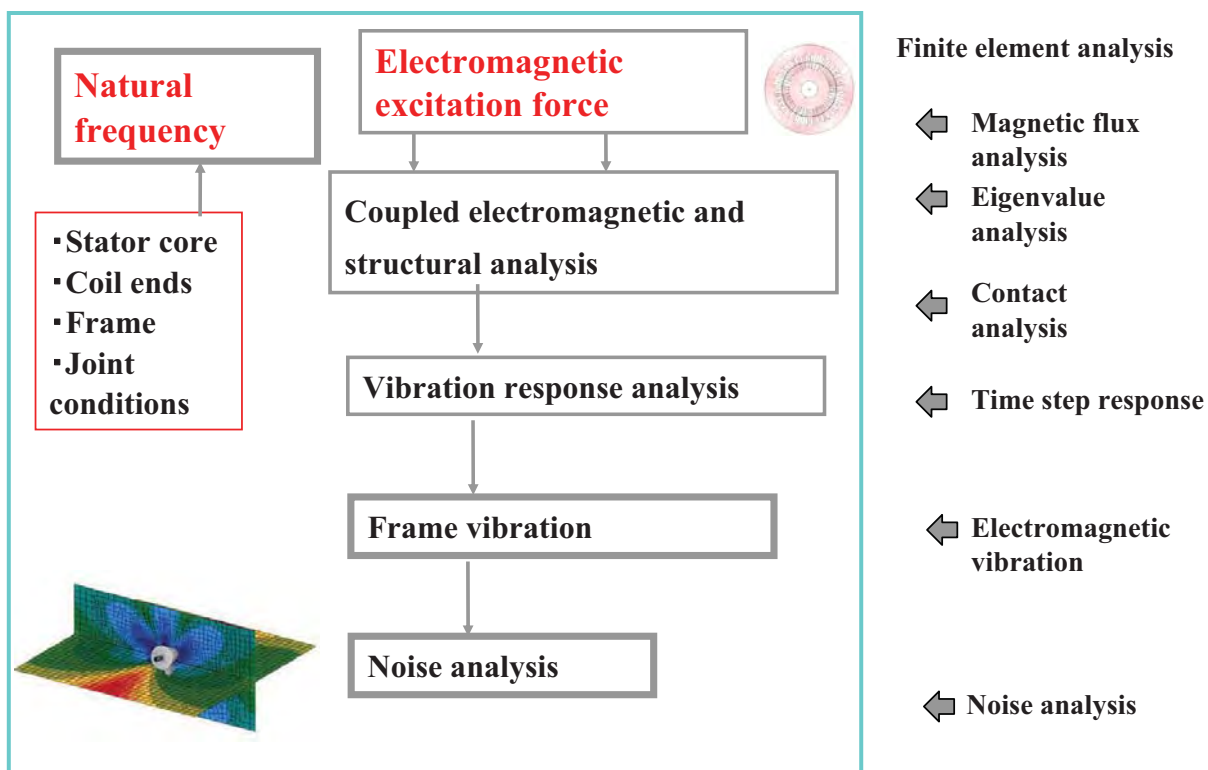 Natural
frequency
Electromagnetic
excitation force
Finite element analysis
Magnetic flux
analysis
Eigenvalue
analysis
・Stator core
・Coil ends
・Frame
・Joint
conditions
Coupled electromagnetic and
structural analysis
Contact
analysis
Vibration response analysis
Time step response
Frame vibration
Electromagnetic
vibration
Noise analysis
Noise analysis